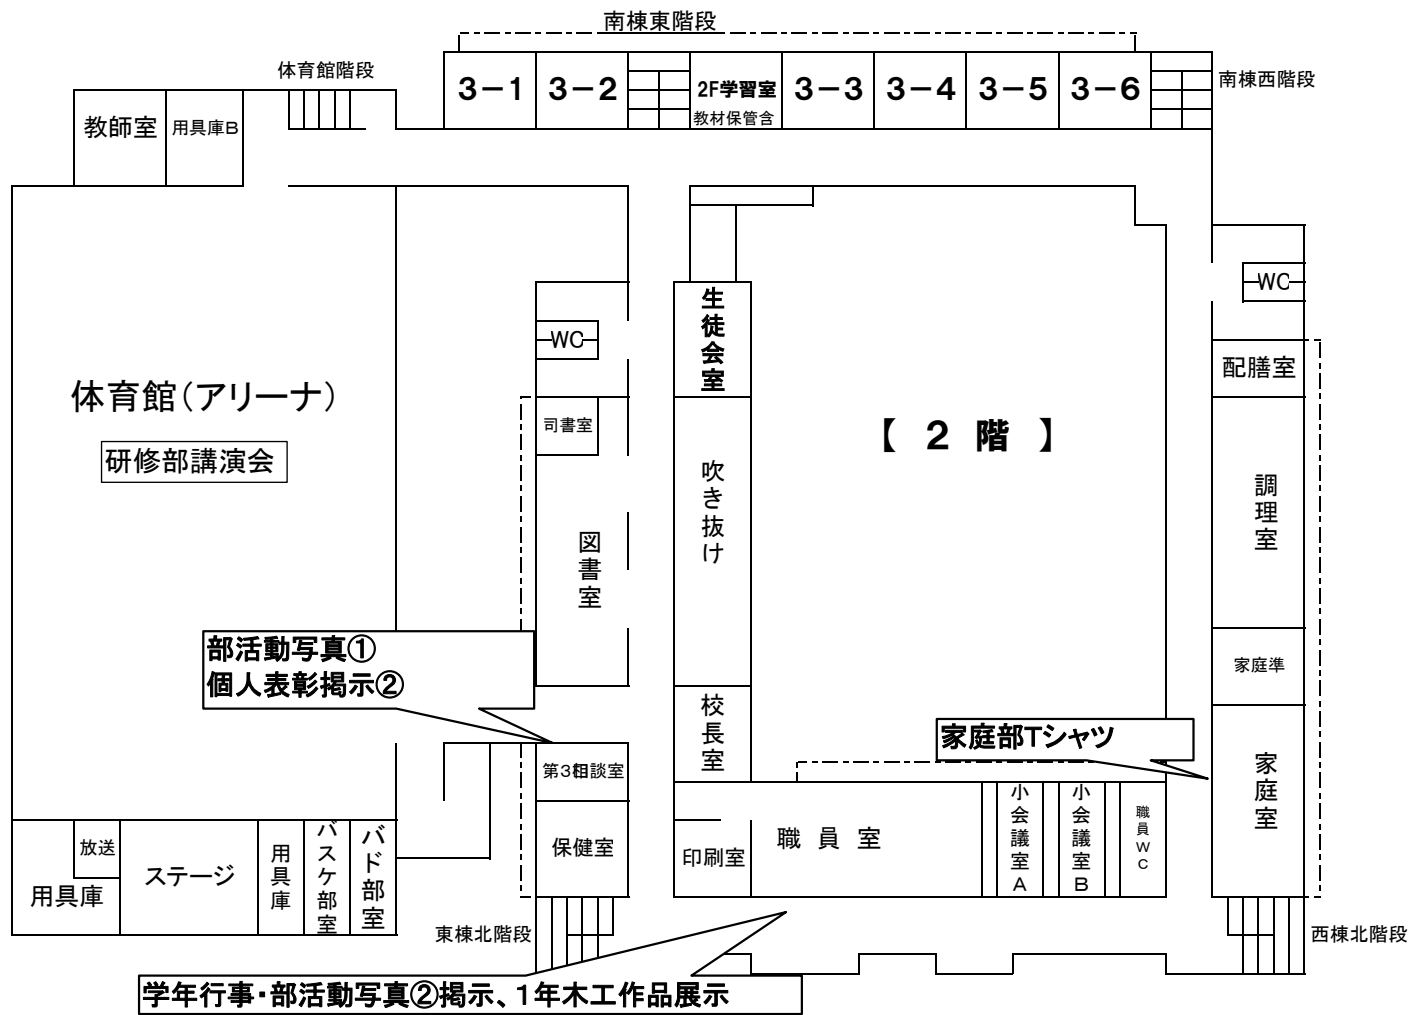 南棟東階段
体育館階段
3－1
3－2
2F学習室
教材保管含
3－3
3－4
3－5
3－6
南棟西階段
教師室
用具庫B
体育館（アリーナ）
研修部講演会
WC
司書室
図書室
生徒会室
吹き抜け
校長室
【　2　階　】
WC
配膳室
調理室
家庭準
家庭室
部活動写真①
個人表彰掲示②
家庭部Tシャツ
第3相談室
保健室
印刷室
職　員　室
小会議室A
小会議室B
職員WC
放送
用具庫
ステージ
用具庫
バスケ部室
バド部室
東棟北階段
西棟北階段
学年行事・部活動写真②掲示、1年木工作品展示